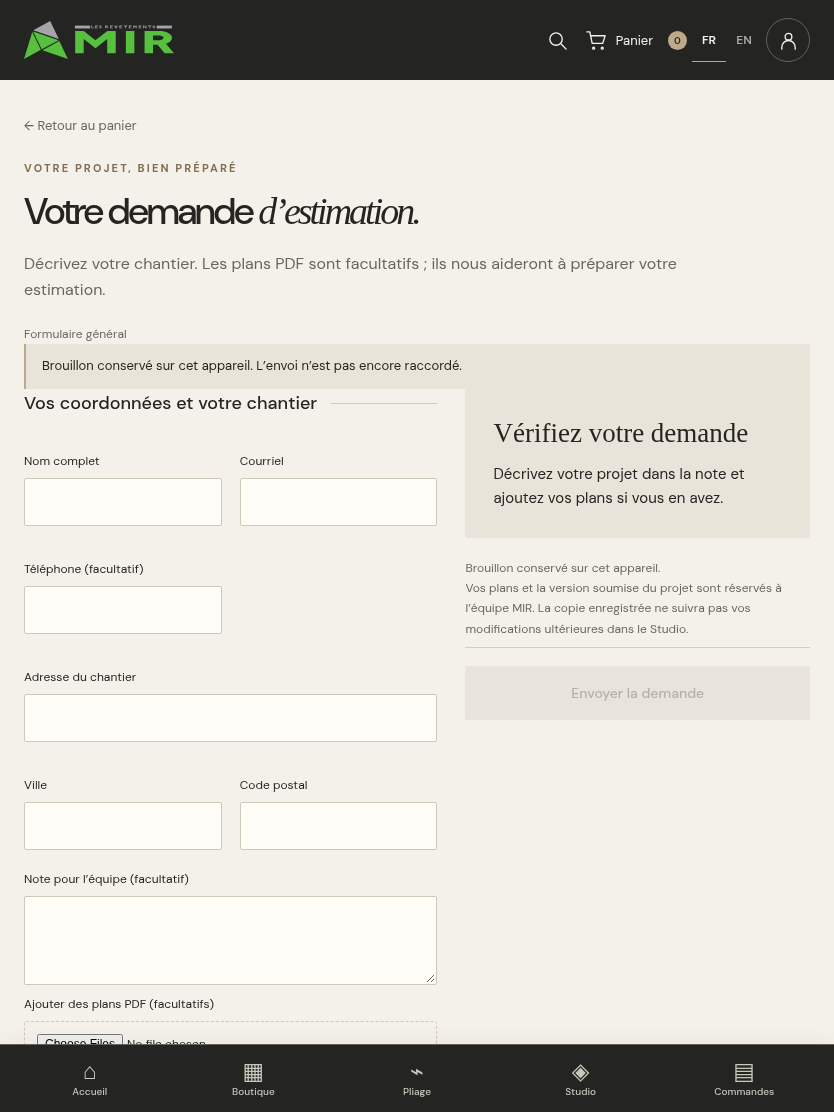 LES REVÊTEMENTS
MIR
Panier
0
FR
EN
← Retour au panier
VOTRE PROJET, BIEN PRÉPARÉ
Votre demande d’estimation.
Décrivez votre chantier. Les plans PDF sont facultatifs ; ils nous aideront à préparer votre
estimation.
Formulaire général
Brouillon conservé sur cet appareil. L’envoi n’est pas encore raccordé.
Vos coordonnées et votre chantier
Nom complet
Courriel
Téléphone (facultatif)
Adresse du chantier
Ville
Code postal
Note pour l’équipe (facultatif)
Ajouter des plans PDF (facultatifs)
Choose Files
No file chosen
Vérifiez votre demande
Décrivez votre projet dans la note et
ajoutez vos plans si vous en avez.
Brouillon conservé sur cet appareil.
Vos plans et la version soumise du projet sont réservés à
l’équipe MIR. La copie enregistrée ne suivra pas vos
modifications ultérieures dans le Studio.
Envoyer la demande
Accueil
Boutique
Pliage
Studio
Commandes